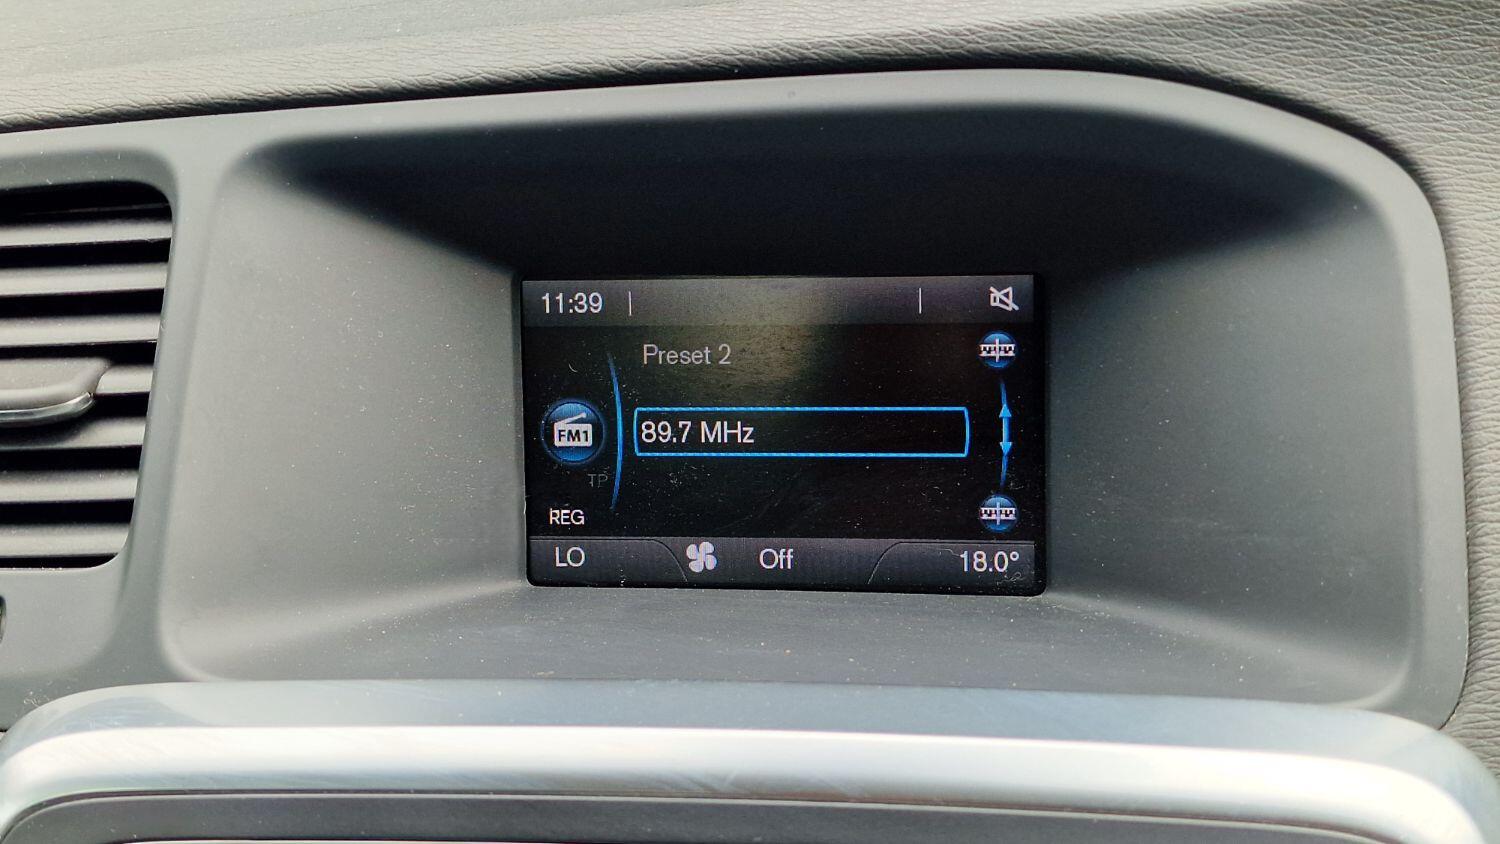 11:39
Preset 2
FM1
89.7 MHz
TP
REG
LO Off 18.0°